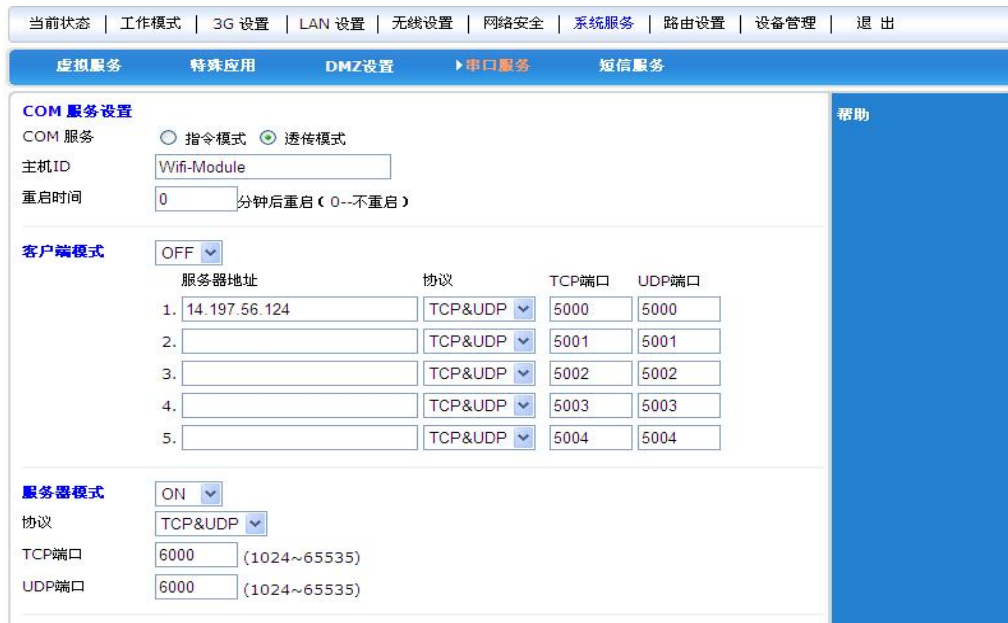 当前状态 | 工作模式 | 3G 设置 | LAN 设置 | 无线设置 | 网络安全 | 系统服务 | 路由设置 | 设备管理 | 退 出
虚拟服务 特殊应用 DMZ设置 串口服务 短信服务
COM 服务设置 帮助
COM 服务 指令模式 透传模式
主机ID Wifi-Module
重启时间 0 分钟后重启(0--不重启)
客户端模式 OFF
服务器地址 协议 TCP端口 UDP端口
1. 14.197.56.124 TCP&UDP 5000 5000
2. TCP&UDP 5001 5001
3. TCP&UDP 5002 5002
4. TCP&UDP 5003 5003
5. TCP&UDP 5004 5004
服务器模式 ON
协议 TCP&UDP
TCP端口 6000 (1024~65535)
UDP端口 6000 (1024~65535)